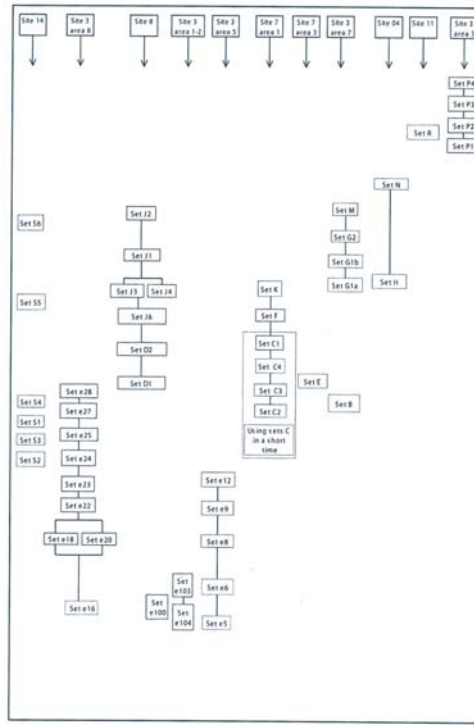 Site 14
Site 3
area 8
Site 8
Site 3
area 1-2
Site 3
area 5
Site 7
area 1
Site 7
area 3
Site 3
area 7
Site 04
Site 11
Site 3
area 3
Set P4
Set P3
Set P2
Set P1
Set R
Set N
Set M
Set J2
Set S6
Set G2
Set J1
Set G1b
Set H
Set G1a
Set J3
Set J4
Set K
Set S5
Set J6
Set F
Set C1
Set D2
Set C4
Set D1
Set E
Set e28
Set C3
Set S4
Set B
Set e27
Set C2
Set S1
Using sets C
in a short
time
Set e25
Set S3
Set e24
Set S2
Set e12
Set e23
Set e22
Set e9
Set e18
Set e20
Set e8
Set
e103
Set e6
Set e16
Set
e100
Set
e104
Set e5